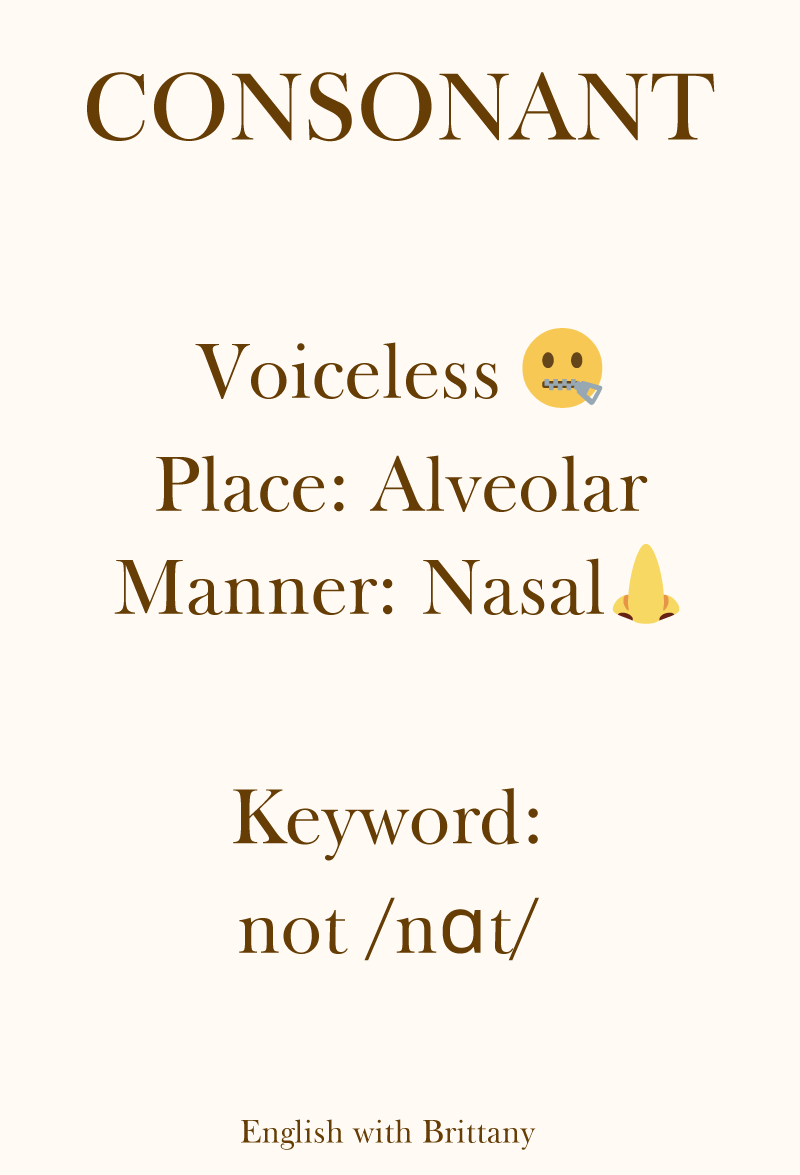 CONSONANT
Voiceless 🤐
Place: Alveolar
Manner: Nasal👃
Keyword:
not /nɑt/
English with Brittany